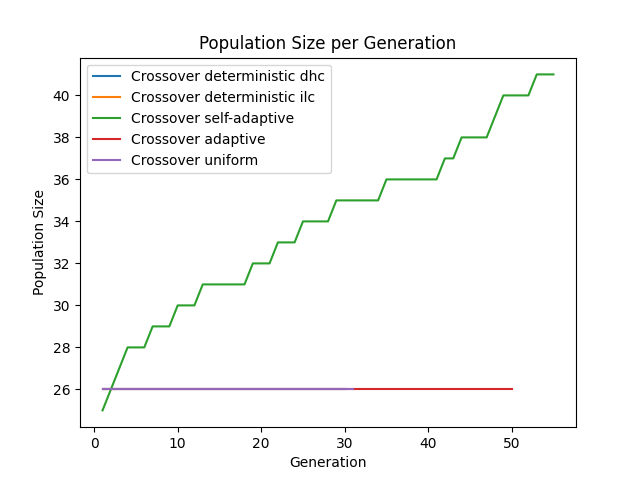 Population Size per Generation
Crossover deterministic dhc
Crossover deterministic ilc
Crossover self-adaptive
Crossover adaptive
Crossover uniform
Population Size
40
38
36
34
32
30
28
26
0 10 20 30 40 50
Generation